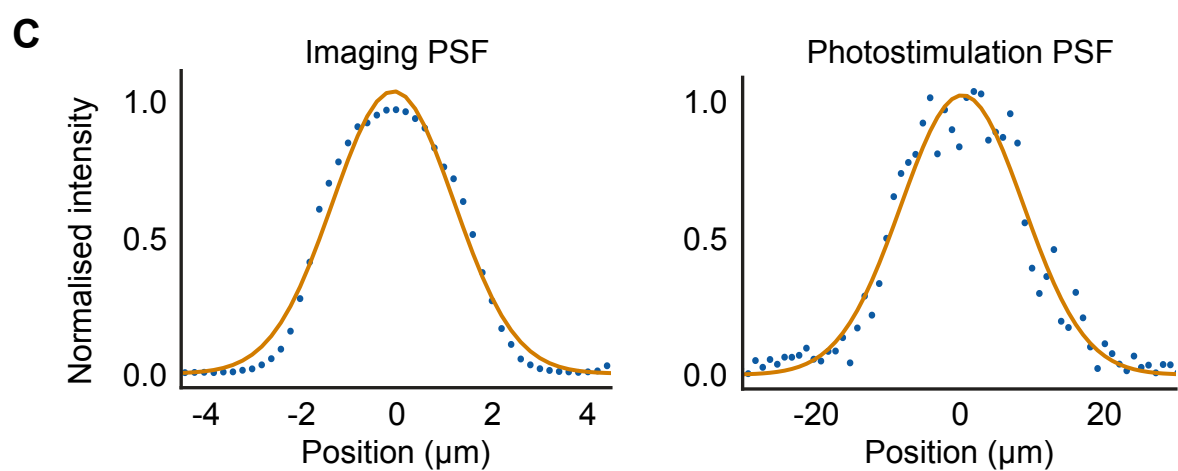 C
Imaging PSF
Normalised intensity
1.0
0.5
0.0
-4 -2 0 2 4
Position (µm)
Photostimulation PSF
1.0
0.5
0.0
-20 0 20
Position (µm)